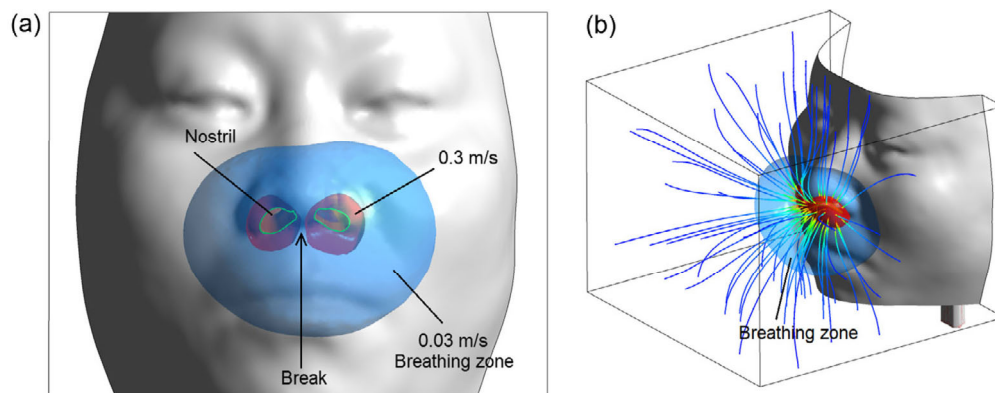 (a)
Nostril
0.3 m/s
0.03 m/s
Breathing zone
Break
(b)
Breathing zone